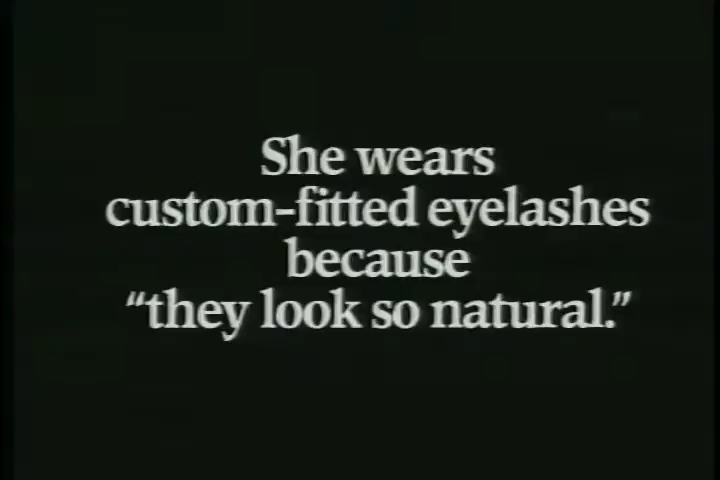 She wears
custom-fitted eyelashes
because
“they look so natural.”